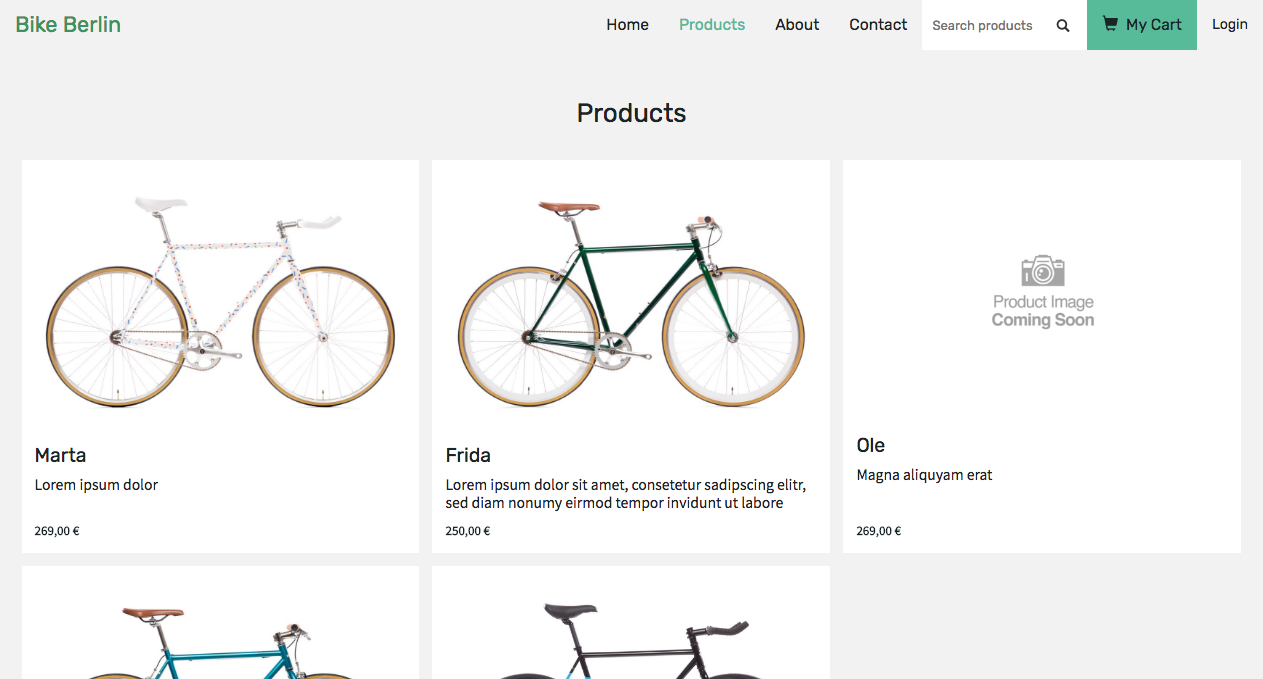 Bike Berlin
Home
Products
About
Contact
Search products
My Cart
Login
Products
Marta
Lorem ipsum dolor
269,00 €
Frida
Lorem ipsum dolor sit amet, consetetur sadipscing elitr,
sed diam nonumy eirmod tempor invidunt ut labore
250,00 €
Product Image
Coming Soon
Ole
Magna aliquyam erat
269,00 €